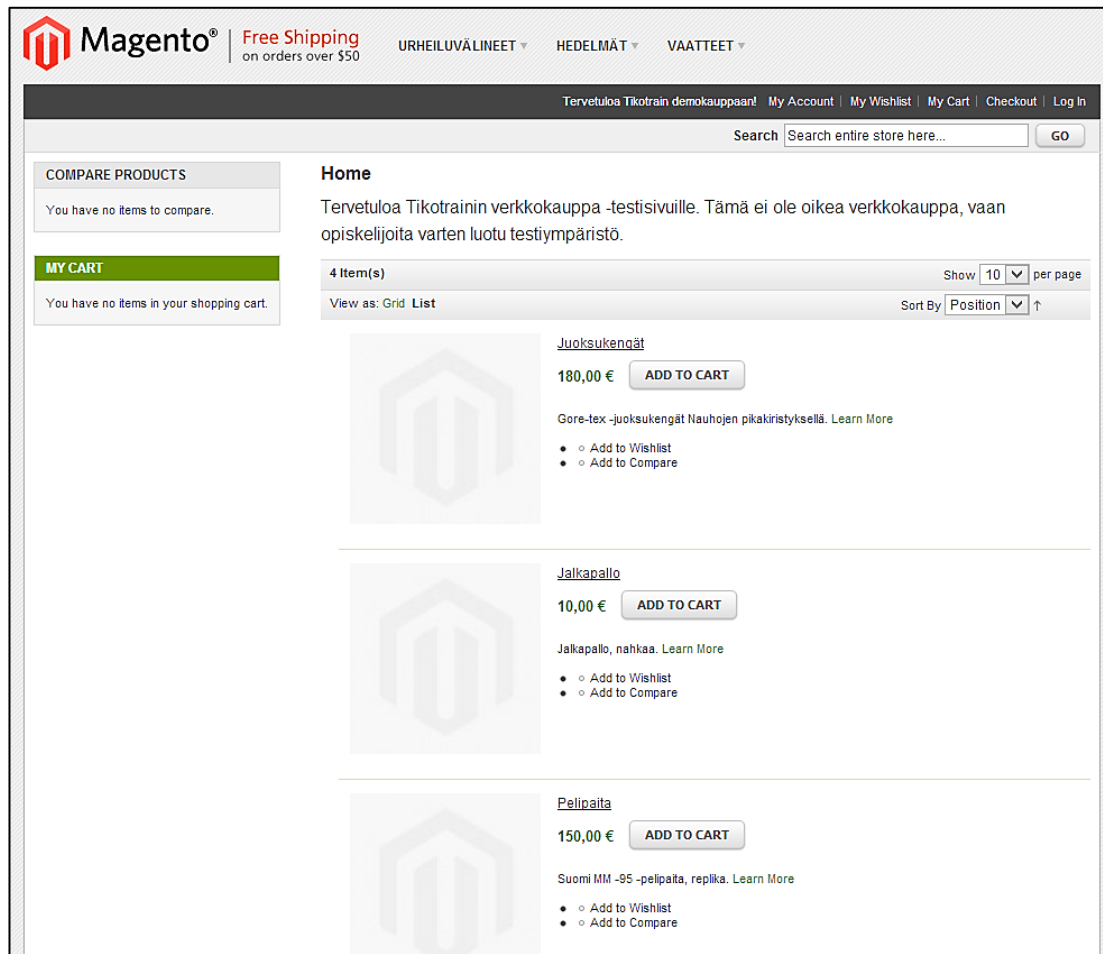 Magento®
Free Shipping
on orders over $50
URHEILUVÄLINEET
HEDELMÄT
VAATTEET
Tervetuloa Tikotrain demokauppaan! My Account | My Wishlist | My Cart | Checkout | Log In
Search Search entire store here... GO
COMPARE PRODUCTS
You have no items to compare.
MY CART
You have no items in your shopping cart.
Home
Tervetuloa Tikotrainin verkkokauppa -testisivuille. Tämä ei ole oikea verkkokauppa, vaan
opiskelijoita varten luotu testiympäristö.
4 Item(s)
Show 10 per page
View as: Grid List
Sort By Position
Juoksukengät
180,00 € ADD TO CART
Gore-tex -juoksukengät Nauhojen pikakiristyksellä. Learn More
Add to Wishlist
Add to Compare
Jalkapallo
10,00 € ADD TO CART
Jalkapallo, nahkaa. Learn More
Add to Wishlist
Add to Compare
Pelipaita
150,00 € ADD TO CART
Suomi MM -95 -pelipaita, replika. Learn More
Add to Wishlist
Add to Compare